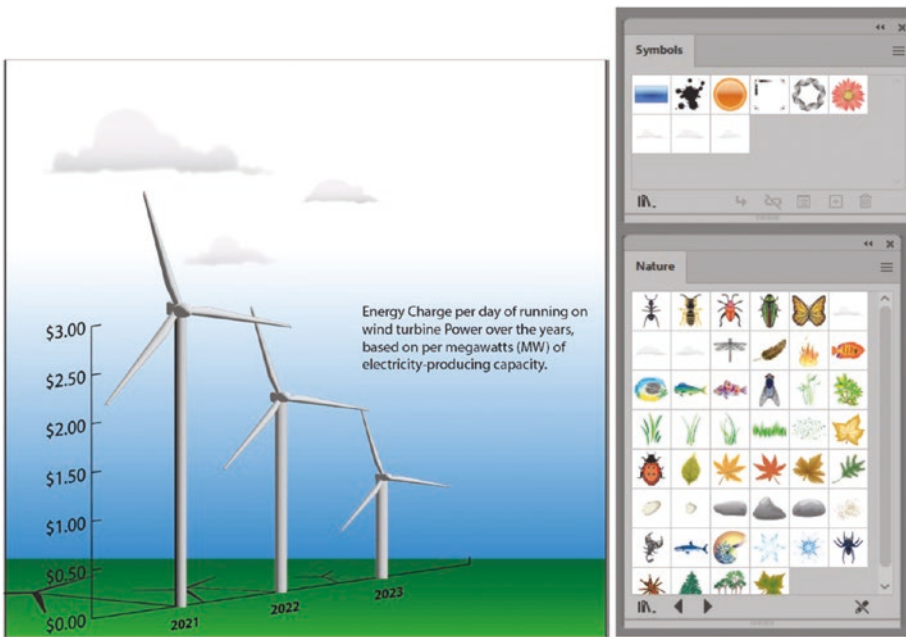 Symbols
Nature
Energy Charge per day of running on
wind turbine Power over the years,
based on per megawatts (MW) of
electricity-producing capacity.
$3.00
$2.50
$2.00
$1.50
$1.00
$0.50
$0.00
2021
2022
2023